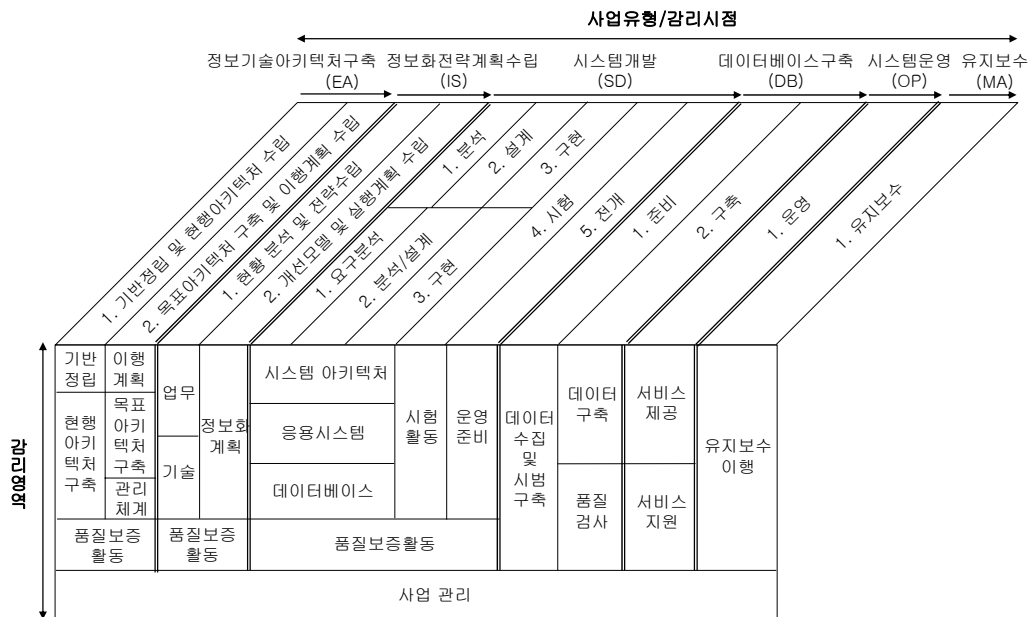 사업유형/감리시점
정보기술아키텍처구축
(EA)
정보화전략계획수립
(IS)
시스템개발
(SD)
데이터베이스구축
(DB)
시스템운영
(OP)
유지보수
(MA)
1. 기반정립 및 현행아키텍처 수립
2. 목표아키텍처 구축 및 이행계획 수립
1. 현황 분석 및 전략수립
2. 개선모델 및 실행계획 수립
1. 분석
2. 설계
3. 구현
1. 요구분석
2. 분석/설계
3. 구현
4. 시험
5. 전개
1. 준비
2. 구축
1. 운영
1. 유지보수
감리영역
기반
정립
이행
계획
현행
아키
텍처
구축
목표
아키
텍처
구축
관리
체계
품질보증
활동
업무
기술
정보화
계획
품질보증
활동
시스템 아키텍처
응용시스템
데이터베이스
시험
활동
운영
준비
품질보증활동
데이터
수집
및
시범
구축
데이터
구축
품질
검사
서비스
제공
서비스
지원
유지보수
이행
사업 관리